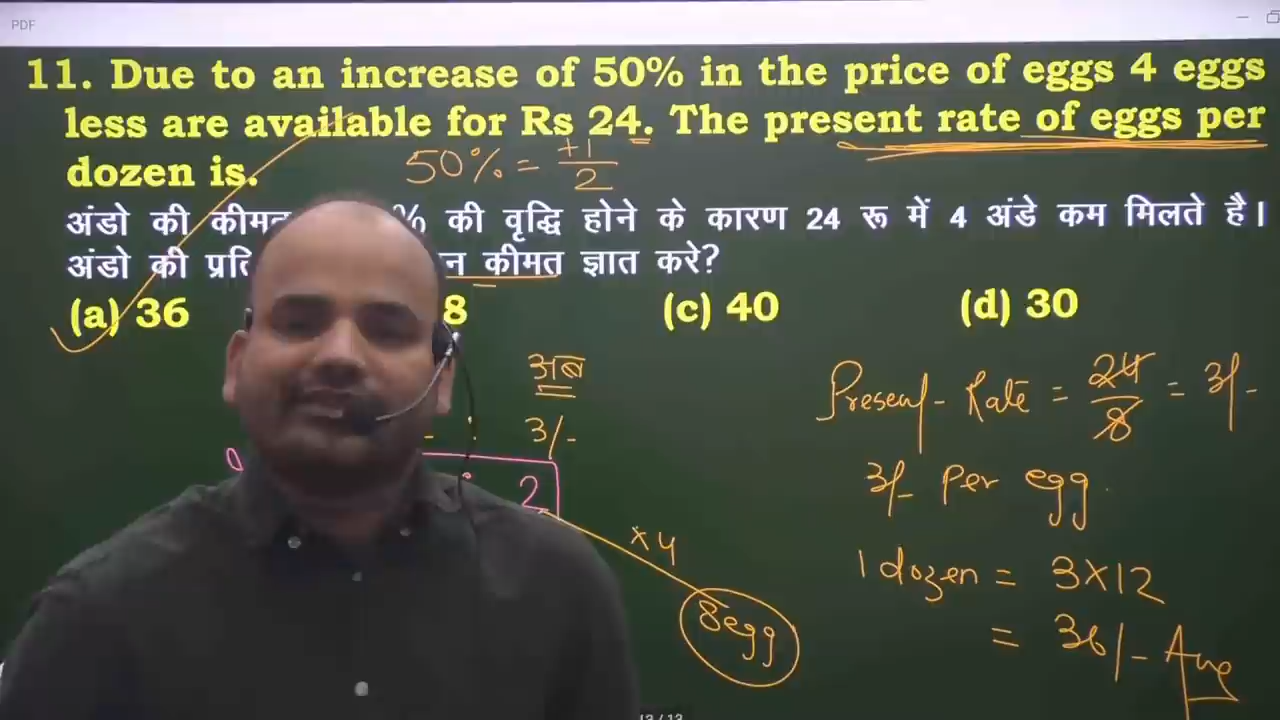 PDF
11. Due to an increase of 50% in the price of eggs 4 eggs
less are available for Rs 24. The present rate of eggs per
dozen is.
50% = +1/2
अंडो की कीमत % की वृद्धि होने के कारण 24 रू में 4 अंडे कम मिलते है।
अंडो की प्रति न कीमत ज्ञात करे?
(a) 36 8 (c) 40 (d) 30
अब
3/-
2
×4
8egg
Present - Rate = 24/8 = 3/-
3/- Per egg.
1 dozen = 3×12
= 36/- Ans
13 / 13